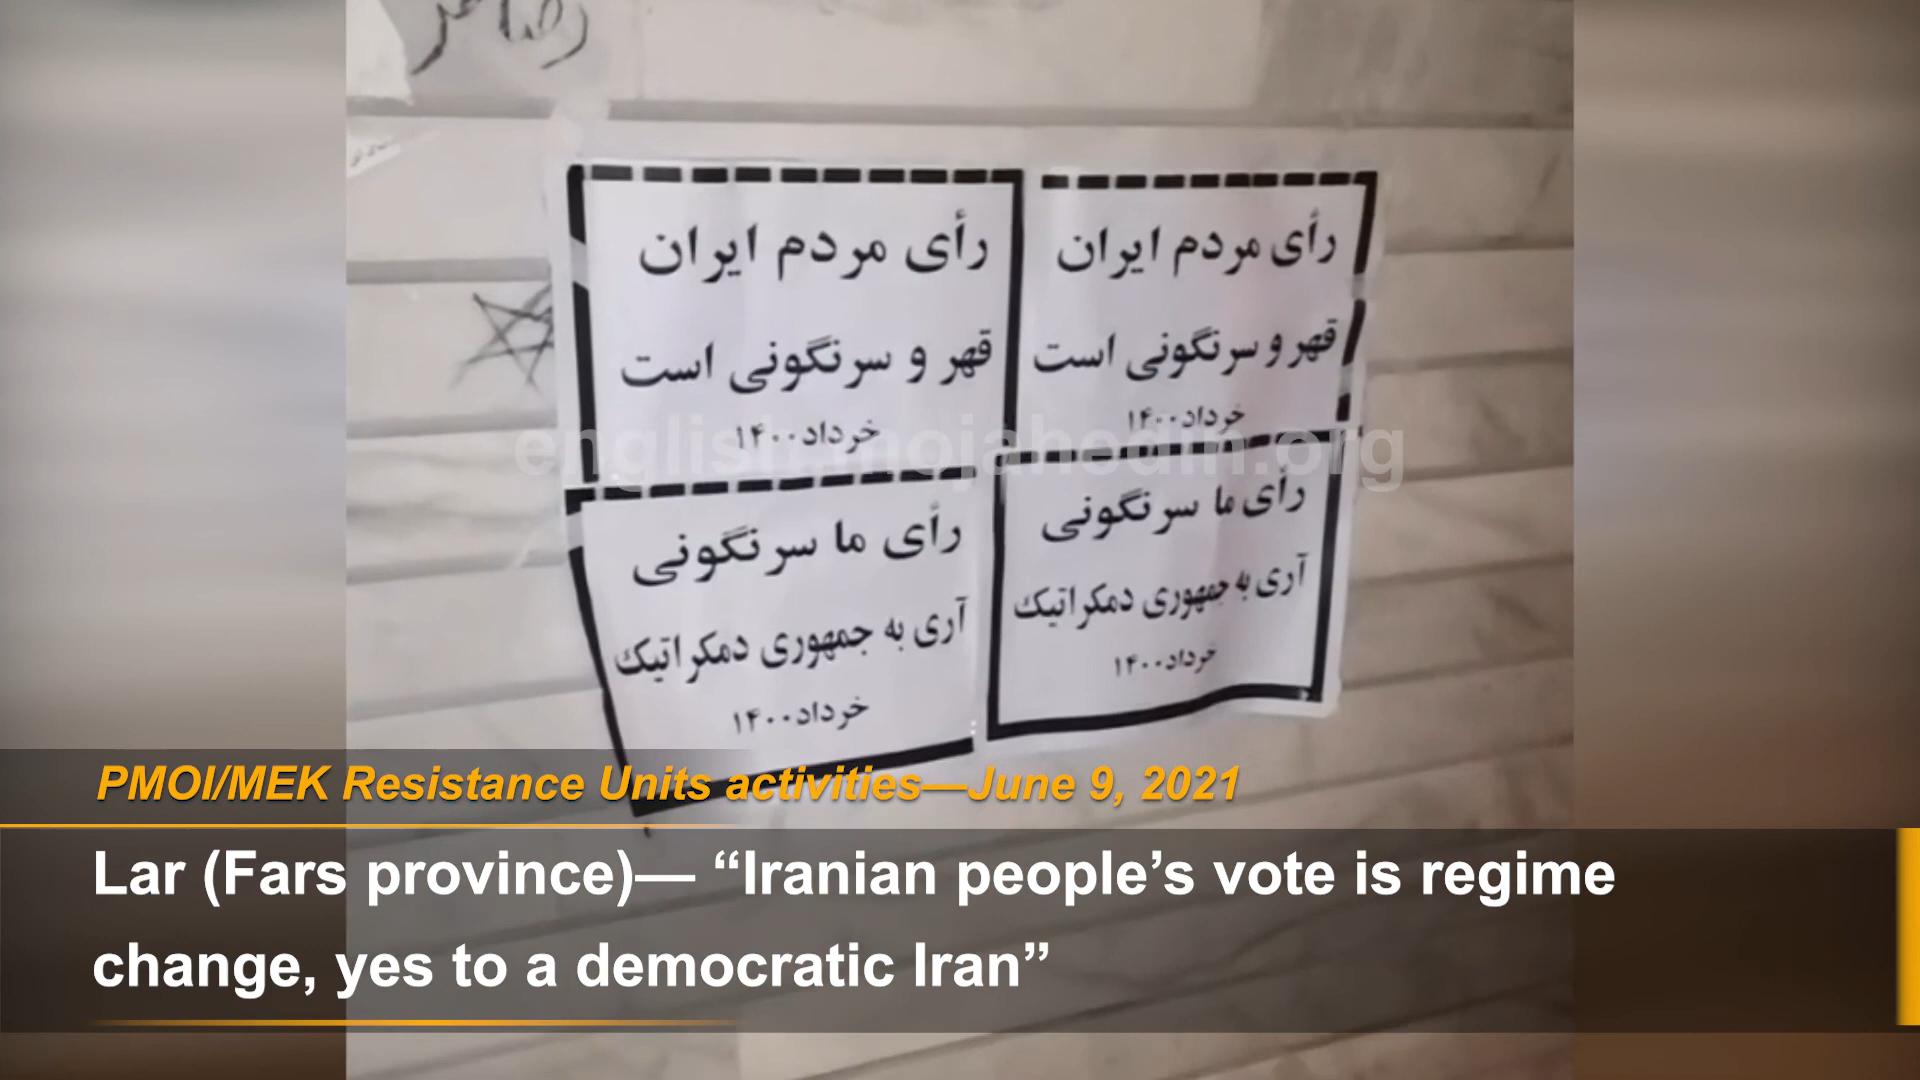 رأی مردم ایران
قهر و سرنگونی است
خرداد ۱۴۰۰
رأی مردم ایران
قهر و سرنگونی است
خرداد ۱۴۰۰
رأی ما سرنگونی
آری به جمهوری دمکراتیک
خرداد ۱۴۰۰
رأی ما سرنگونی
آری به جمهوری دمکراتیک
خرداد ۱۴۰۰
english.mojahedin.org
PMOI/MEK Resistance Units activities—June 9, 2021
Lar (Fars province)— “Iranian people’s vote is regime
change, yes to a democratic Iran”